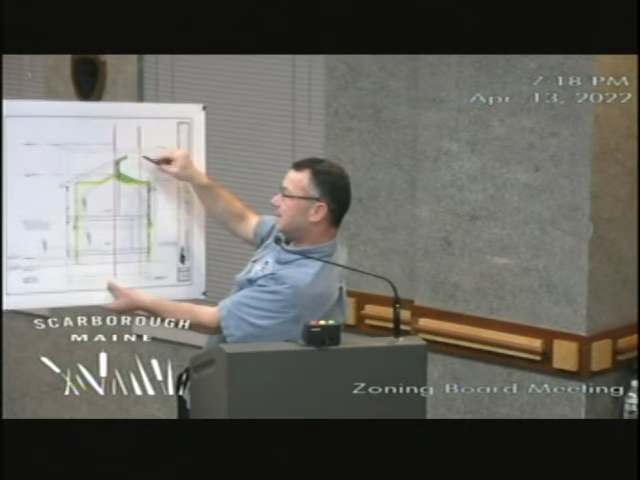 7:18 PM
Apr. 13, 2022
SCARBOROUGH
MAINE
Zoning Board Meeting